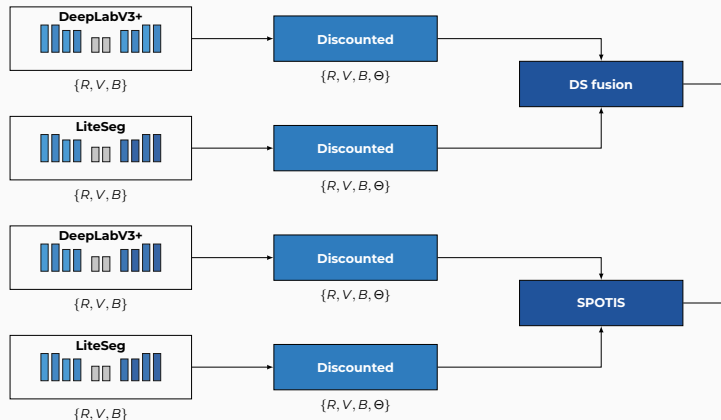 DeepLabV3+
{R, V, B}
Discounted
{R, V, B, Θ}
DS fusion
LiteSeg
{R, V, B}
Discounted
{R, V, B, Θ}
DeepLabV3+
{R, V, B}
Discounted
{R, V, B, Θ}
SPOTIS
LiteSeg
{R, V, B}
Discounted
{R, V, B, Θ}